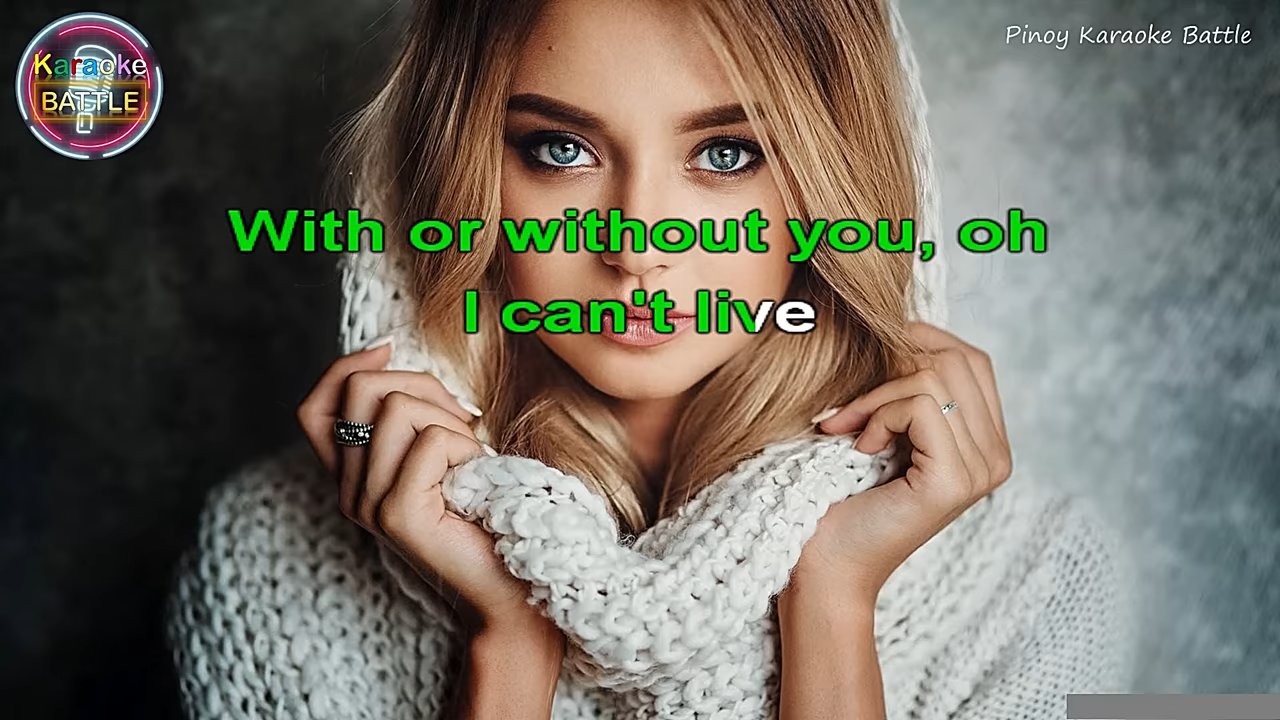 Karaoke
BATTLE
Pinoy Karaoke Battle
With or without you, oh
I can't live